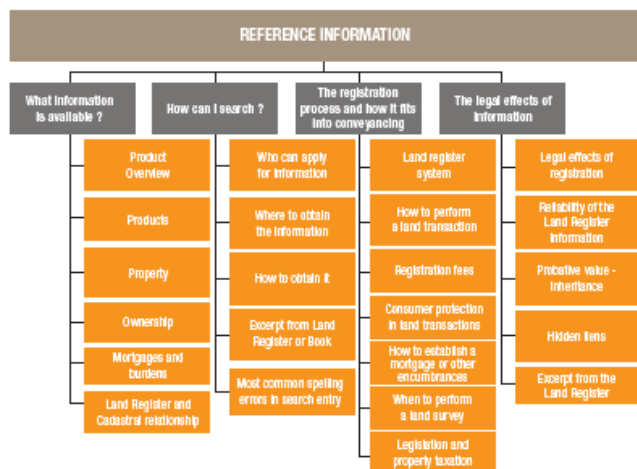 REFERENCE INFORMATION
What information
is available ?
How can I search ?
The registration
process and how it fits
into conveyancing
The legal effects of
information
Product
Overview
Products
Property
Ownership
Mortgages and
burdens
Land Register and
Cadastral relationship
Who can apply
for information
Where to obtain
the information
How to obtain it
Excerpt from Land
Register or Book
Most common spelling
errors in search entry
Land register
system
How to perform
a land transaction
Registration fees
Consumer protection
in land transactions
How to establish a
mortgage or other
encumbrances
When to perform
a land survey
Legislation and
property taxation
Legal effects of
registration
Reliability of the
Land Register
information
Probative value -
inheritance
Hidden liens
Excerpt from the
Land Register